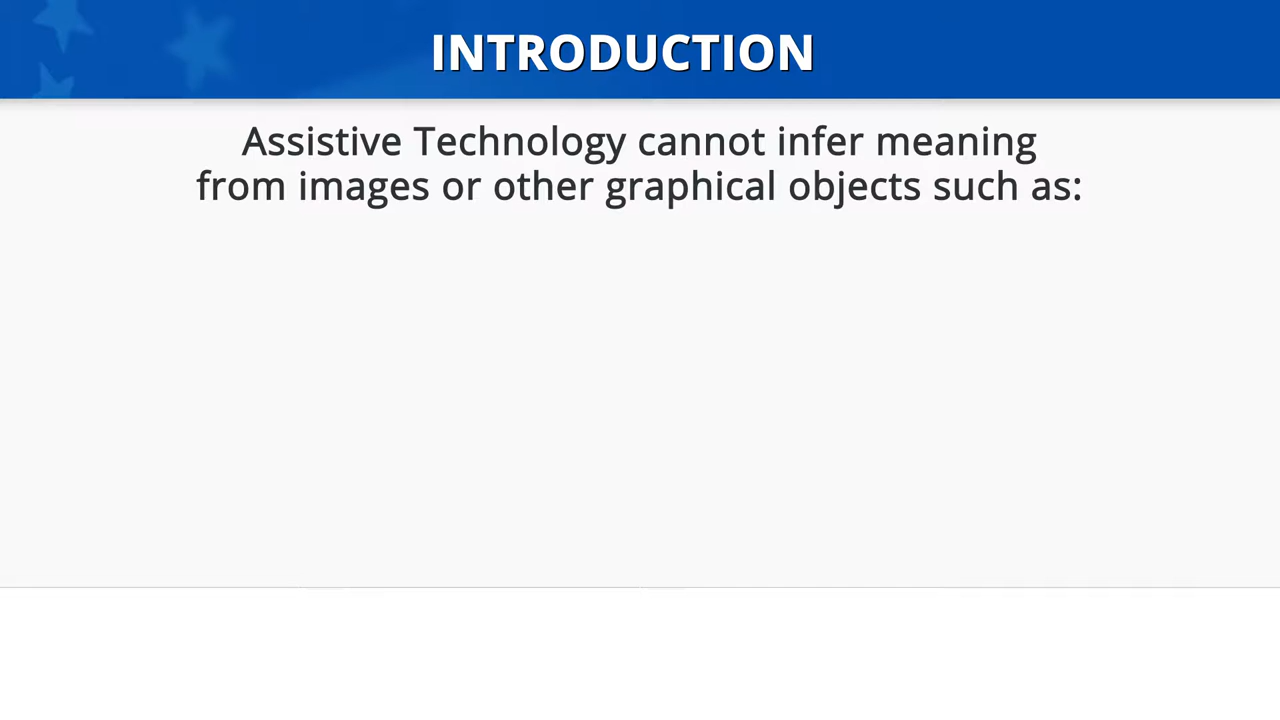 INTRODUCTION
Assistive Technology cannot infer meaning
from images or other graphical objects such as: